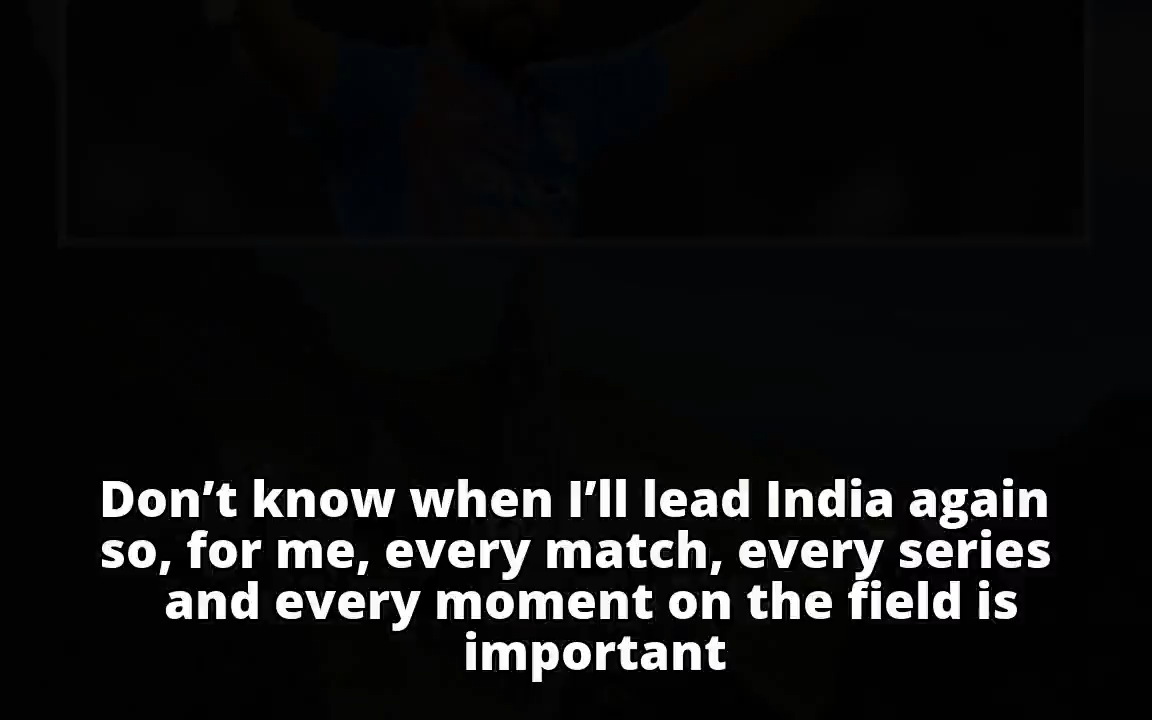 Don’t know when I’ll lead India again
so, for me, every match, every series
and every moment on the field is
important